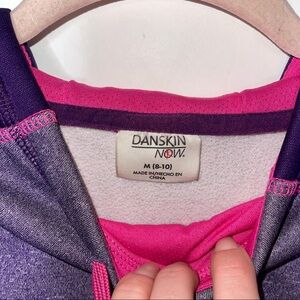 DANSKIN
NOW.
M (8-10)
MADE IN/HECHO EN
CHINA